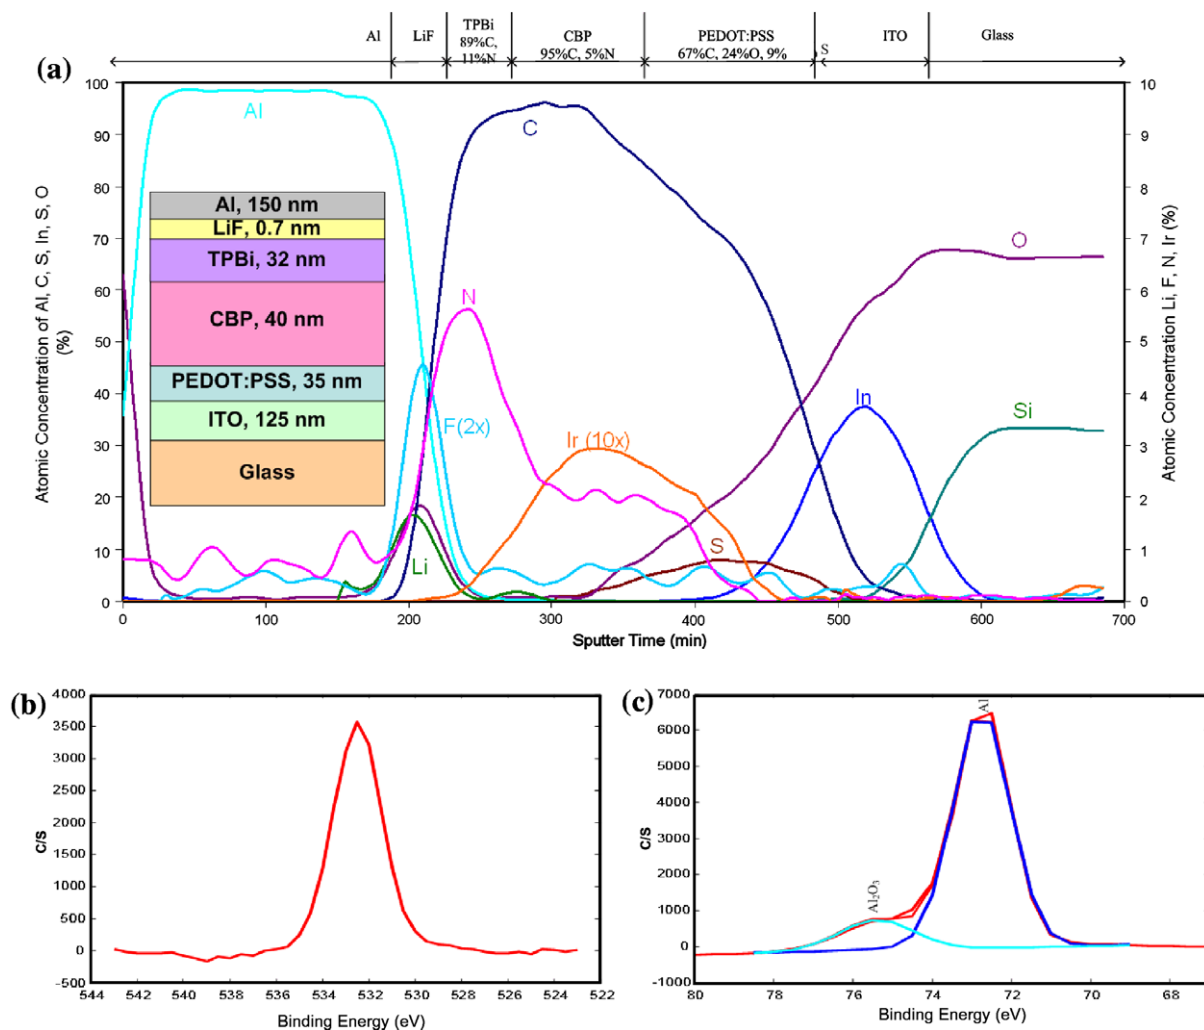 Al LiF TPBi CBP PEDOT:PSS S ITO Glass
89%C, 95%C, 5%N 67%C, 24%O, 9%
11%N
(a)
100 10
90 9
80 8
70 7
60 6
50 5
40 4
30 3
20 2
10 1
0 0
0 100 200 300 400 500 600 700
Sputter Time (min)
Atomic Concentration of Al, C, S, In, S, O
(%)
Atomic Concentration Li, F, N, Ir (%)
Al
C
O
N
In
Si
F(2x)
Ir (10x)
S
Li
Al, 150 nm
LiF, 0.7 nm
TPBi, 32 nm
CBP, 40 nm
PEDOT:PSS, 35 nm
ITO, 125 nm
Glass
(b)
4000
3500
3000
2500
2000
1500
1000
500
0
-500
544 542 540 538 536 534 532 530 528 526 524 522
Binding Energy (eV)
c/s
(c)
7000
6000
5000
4000
3000
2000
1000
0
-1000
80 78 76 74 72 70 68
Binding Energy (eV)
c/s
Al
Al₂O₃